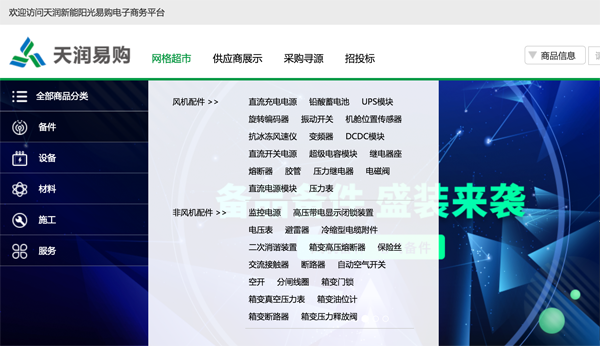 欢迎访问天润新能阳光易购电子商务平台
天润易购
网格超市 供应商展示 采购寻源 招投标 商品信息
全部商品分类
备件
设备
材料
施工
服务
风机配件 >>
直流充电电源 铅酸蓄电池 UPS模块
旋转编码器 振动开关 机舱位置传感器
抗冰冻风速仪 变频器 DCDC模块
直流开关电源 超级电容模块 继电器座
熔断器 胶管 压力继电器 电磁阀
直流电源模块 压力表
非风机配件 >>
监控电源 高压带电显示闭锁装置
电压表 避雷器 冷缩型电缆附件
二次消谐装置 箱变高压熔断器 保险丝
交流接触器 断路器 自动空气开关
空开 分闸线圈 箱变门锁
箱变真空压力表 箱变油位计
箱变断路器 箱变压力释放阀
备品备件 盛装来袭
备件